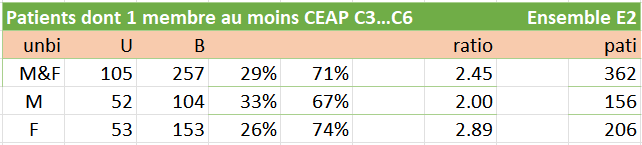 Patients dont 1 membre au moins CEAP C3...C6 Ensemble E2
unbi U B ratio pati
M&F 105 257 29% 71% 2.45 362
M 52 104 33% 67% 2.00 156
F 53 153 26% 74% 2.89 206